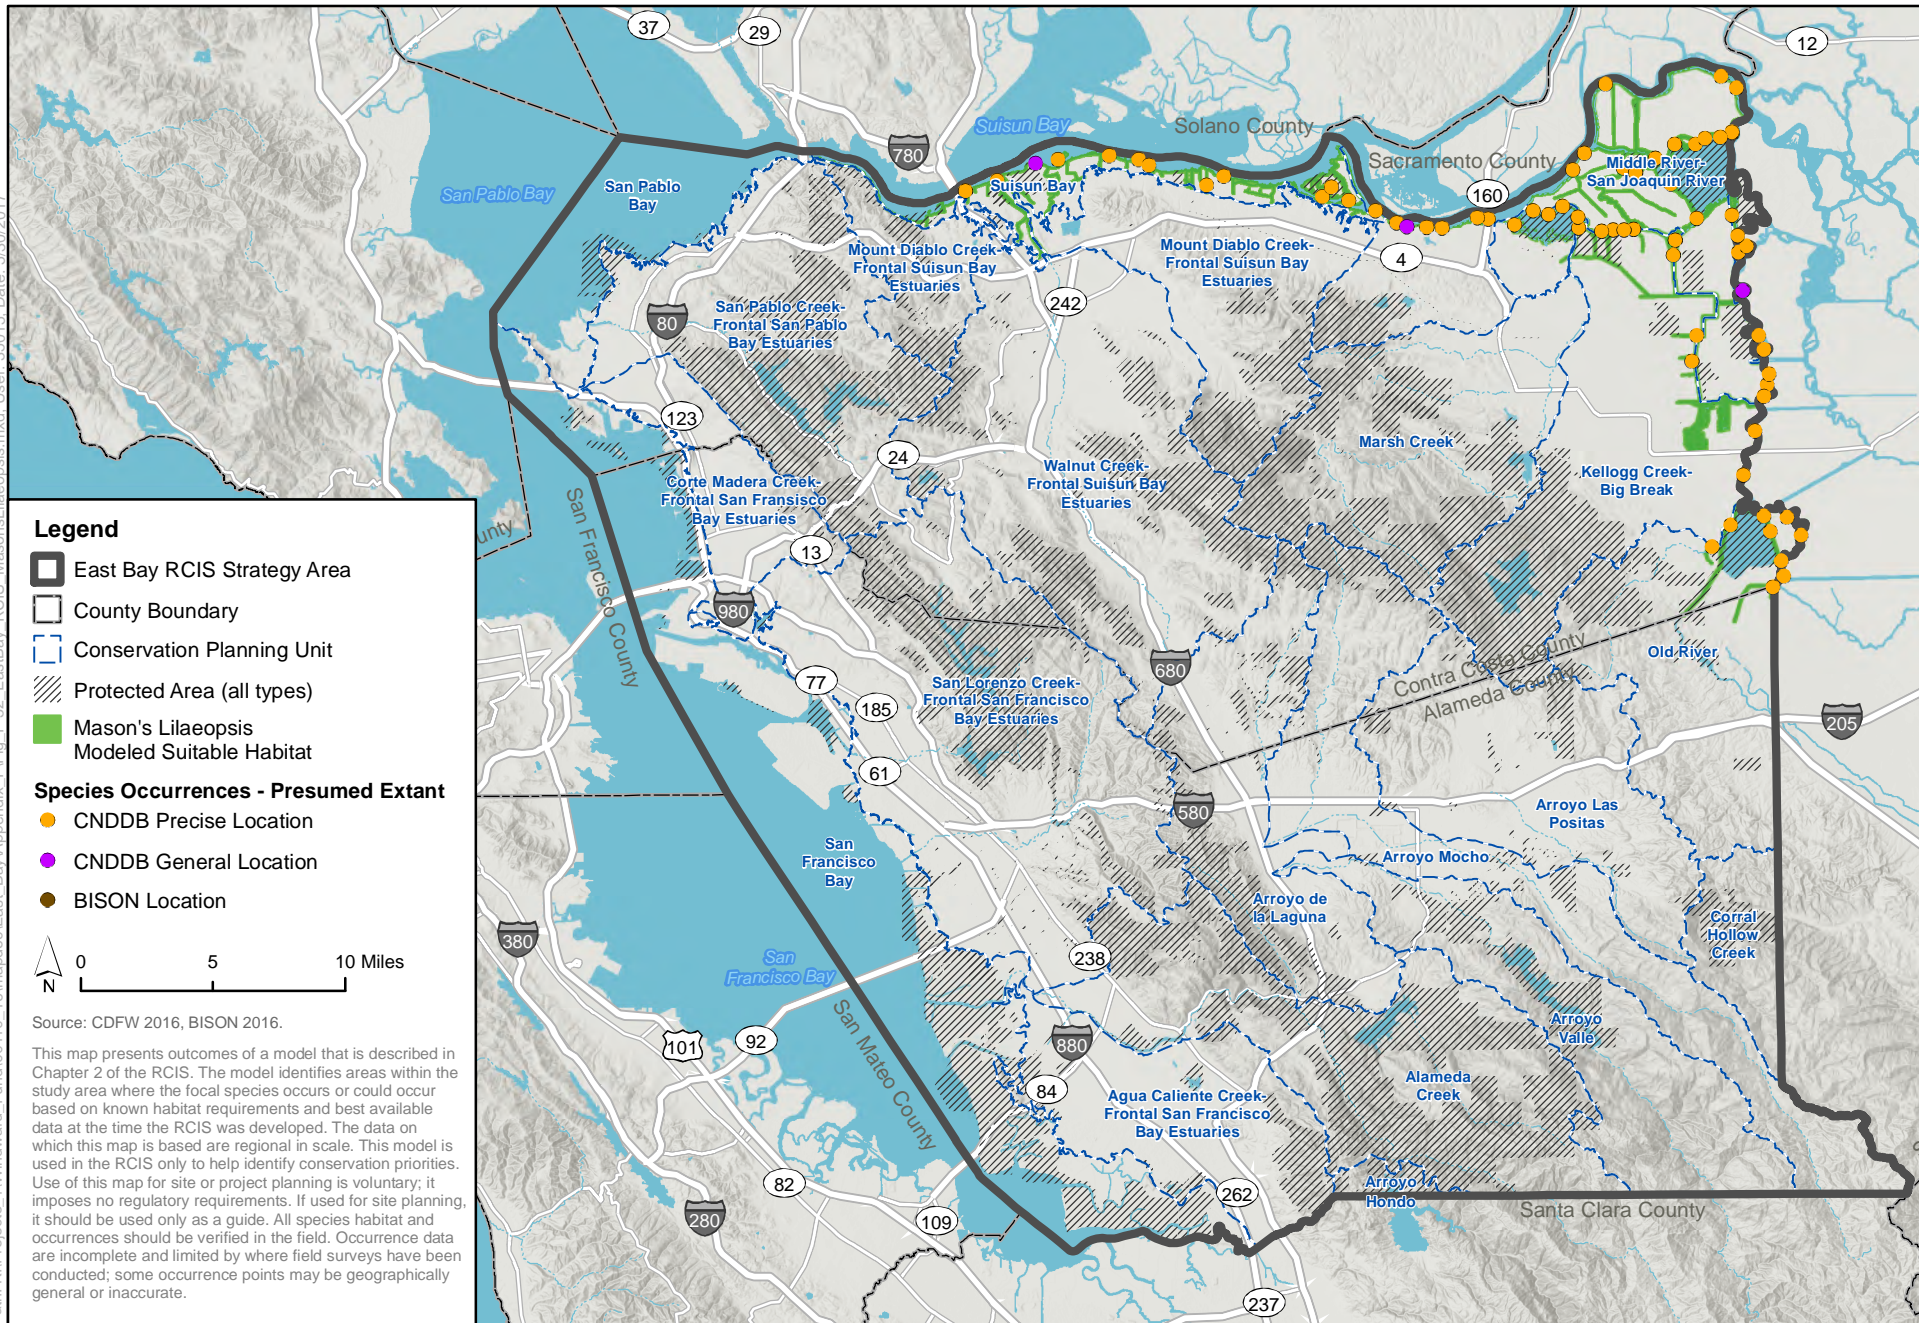 37
29
12
780
Suisun Bay
Solano County
Sacramento County
160
Middle River-
San Joaquin River
San Pablo Bay
San Pablo
Bay
Suisun Bay
Mount Diablo Creek-
Frontal Suisun Bay
Estuaries
Mount Diablo Creek-
Frontal Suisun Bay
Estuaries
4
242
80
San Pablo Creek-
Frontal San Pablo
Bay Estuaries
123
24
Marsh Creek
Walnut Creek-
Frontal Suisun Bay
Estuaries
Kellogg Creek-
Big Break
Corte Madera Creek-
Frontal San Fransisco
Bay Estuaries
13
980
San Francisco County
680
Contra Costa County
Alameda County
Old River
77
185
San Lorenzo Creek-
Frontal San Francisco
Bay Estuaries
205
61
580
Arroyo Las
Positas
San
Francisco
Bay
Arroyo Mocho
Arroyo de
la Laguna
Corral
Hollow
Creek
380
238
San
Francisco Bay
San Mateo County
Arroyo
Valle
101
92
880
84
Agua Caliente Creek-
Frontal San Francisco
Bay Estuaries
Alameda
Creek
82
280
109
262
Arroyo
Hondo
Santa Clara County
237
Legend
East Bay RCIS Strategy Area
County Boundary
Conservation Planning Unit
Protected Area (all types)
Mason's Lilaeopsis
Modeled Suitable Habitat
Species Occurrences - Presumed Extant
CNDDB Precise Location
CNDDB General Location
BISON Location
N
0 5 10 Miles
Source: CDFW 2016, BISON 2016.
This map presents outcomes of a model that is described in
Chapter 2 of the RCIS. The model identifies areas within the
study area where the focal species occurs or could occur
based on known habitat requirements and best available
data at the time the RCIS was developed. The data on
which this map is based are regional in scale. This model is
used in the RCIS only to help identify conservation priorities.
Use of this map for site or project planning is voluntary; it
imposes no regulatory requirements. If used for site planning,
it should be used only as a guide. All species habitat and
occurrences should be verified in the field. Occurrence data
are incomplete and limited by where field surveys have been
conducted; some occurrence points may be geographically
general or inaccurate.